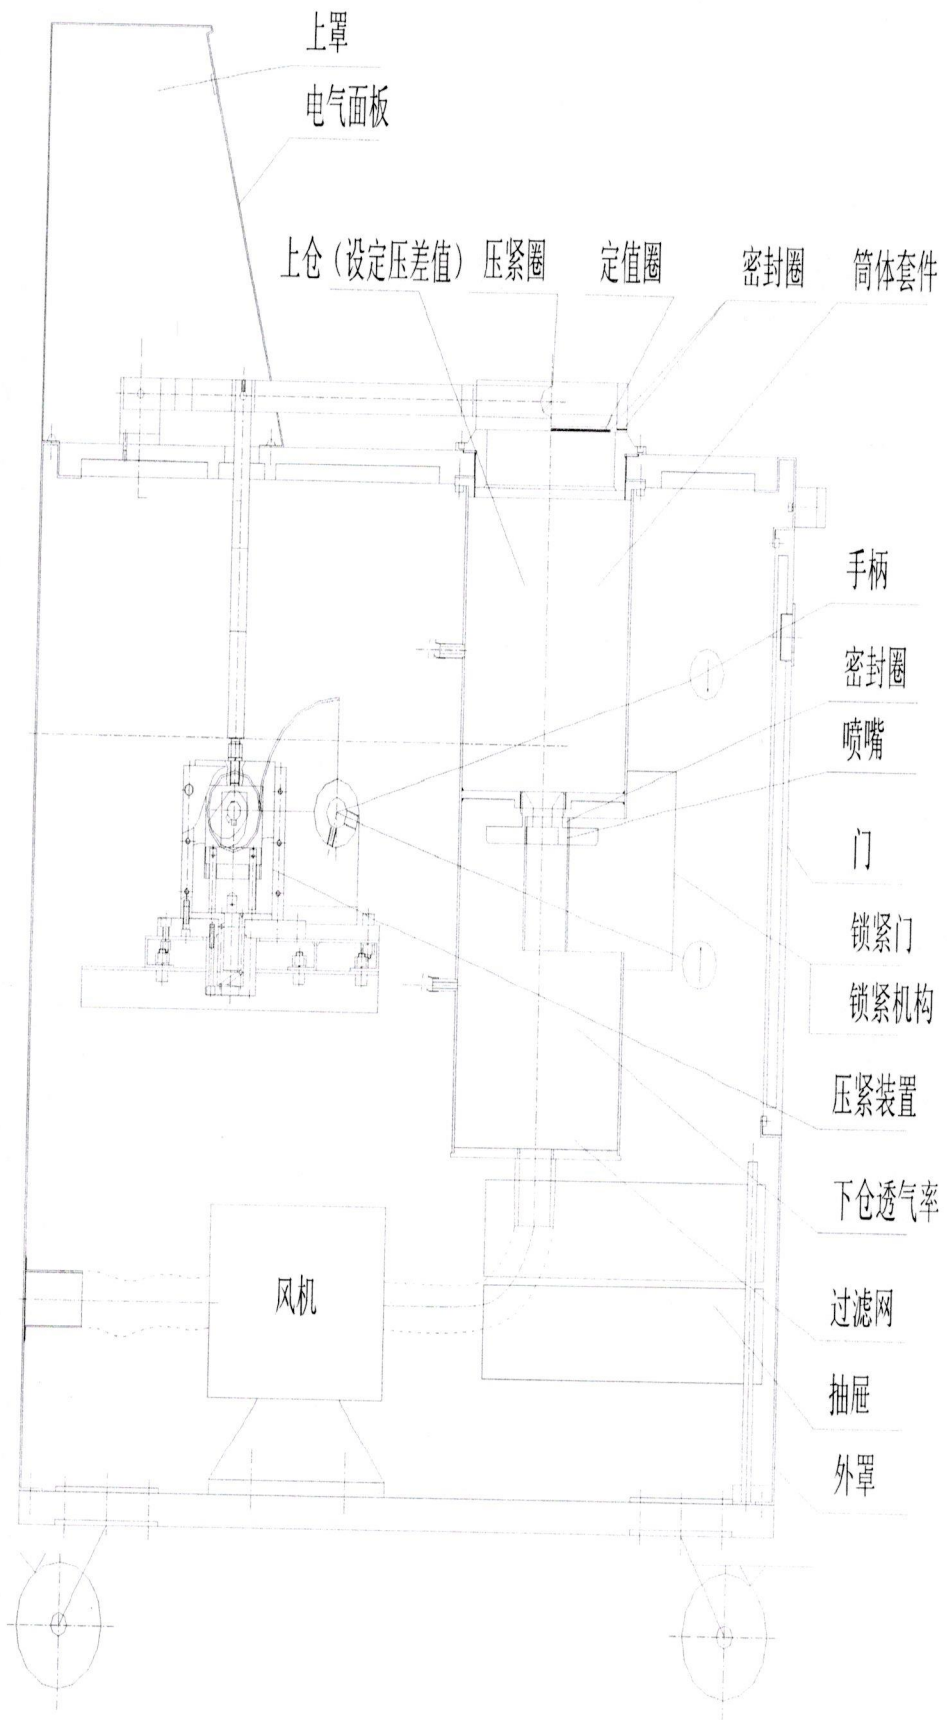 上罩
电气面板
上仓（设定压差值） 压紧圈 定值圈 密封圈 筒体套件
手柄
密封圈
喷嘴
门
锁紧门
锁紧机构
压紧装置
下仓透气率
风机
过滤网
抽屉
外罩